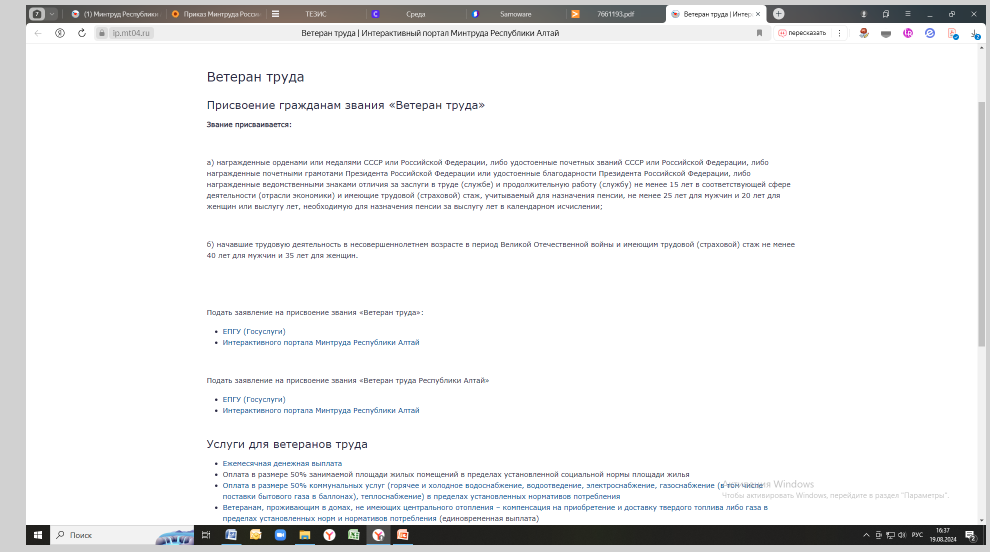 7
(1) Минтруд Республики
Приказ Минтруда Росси
ТЕЗИС
Среда
Samoware
7661193.pdf
Ветеран труда | Интер
ip.mt04.ru
Ветеран труда | Интерактивный портал Минтруда Республики Алтай
пересказать
Ветеран труда
Присвоение гражданам звания «Ветеран труда»
Звание присваивается:
а) награжденные орденами или медалями СССР или Российской Федерации, либо удостоенные почетных званий СССР или Российской Федерации, либо
награжденные почетными грамотами Президента Российской Федерации или удостоенные благодарности Президента Российской Федерации, либо
награжденные ведомственными знаками отличия за заслуги в труде (службе) и продолжительную работу (службу) не менее 15 лет в соответствующей сфере
деятельности (отрасли экономики) и имеющие трудовой (страховой) стаж, учитываемый для назначения пенсии, не менее 25 лет для мужчин и 20 лет для
женщин или выслугу лет, необходимую для назначения пенсии за выслугу лет в календарном исчислении;
б) начавшие трудовую деятельность в несовершеннолетнем возрасте в период Великой Отечественной войны и имеющим трудовой (страховой) стаж не менее
40 лет для мужчин и 35 лет для женщин.
Подать заявление на присвоение звания «Ветеран труда»:
• ЕПГУ (Госуслуги)
• Интерактивного портала Минтруда Республики Алтай
Подать заявление на присвоение звания «Ветеран труда Республики Алтай»
• ЕПГУ (Госуслуги)
• Интерактивного портала Минтруда Республики Алтай
Услуги для ветеранов труда
• Ежемесячная денежная выплата
• Оплата в размере 50% занимаемой площади жилых помещений в пределах установленной социальной нормы площади жилья
• Оплата в размере 50% коммунальных услуг (горячее и холодное водоснабжение, водоотведение, электроснабжение, газоснабжение (в том числе
поставки бытового газа в баллонах), теплоснабжение) в пределах установленных нормативов потребления
• Ветеранам, проживающим в домах, не имеющих центрального отопления – компенсация на приобретение и доставку твердого топлива либо газа в
пределах установленных норм и нормативов потребления (единовременная выплата)
Активация Windows
Чтобы активировать Windows, перейдите в раздел "Параметры".
Поиск
РУС
16:37
19.08.2024
2